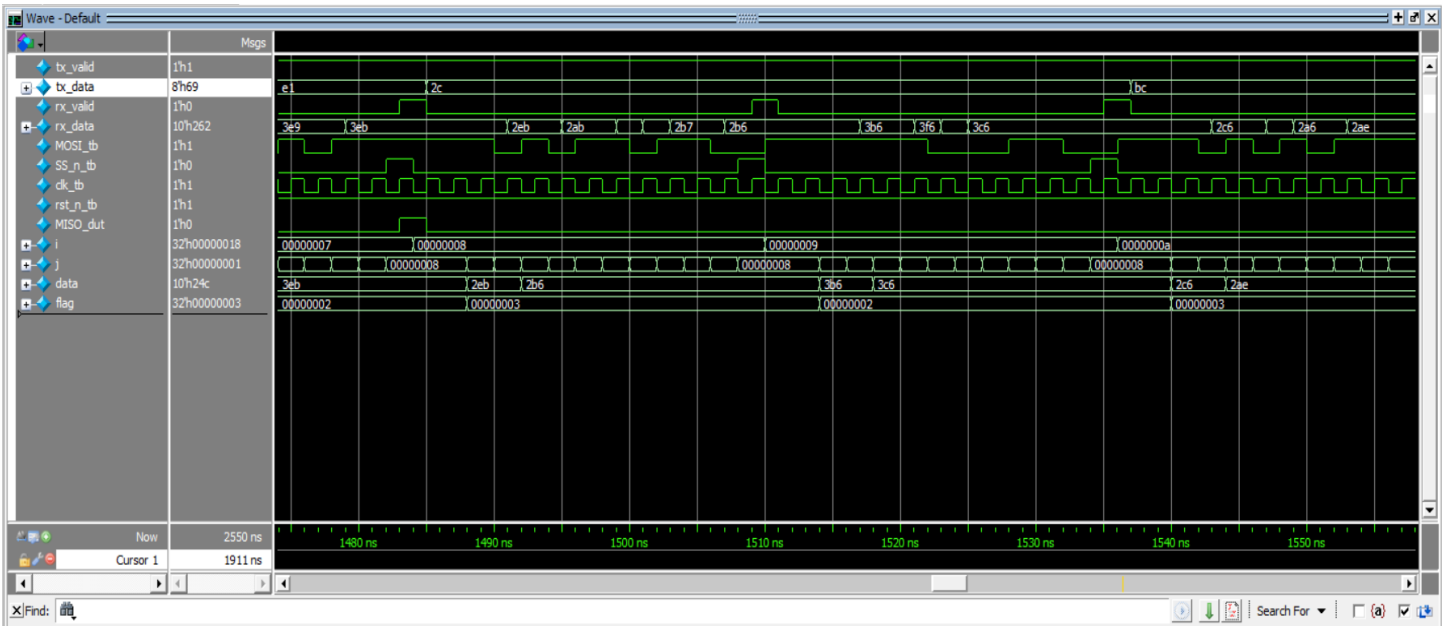 Wave - Default
Msgs
tx_valid 1'h1
tx_data 8'h69 e1 2c bc
rx_valid 1'h0
rx_data 10'h262 3e9 3eb 2eb 2ab 2b7 2b6 3b6 3f6 3c6 2c6 2a6 2ae
MOSI_tb 1'h1
SS_n_tb 1'h0
clk_tb 1'h1
rst_n_tb 1'h1
MISO_dut 1'h0
i 32'h00000018 00000007 00000008 00000009 0000000a
j 32'h00000001 00000008 00000008 00000008
data 10'h24c 3eb 2eb 2b6 3b6 3c6 2c6 2ae
flag 32'h00000003 00000002 00000003 00000002 00000003
Now 2550 ns 1480 ns 1490 ns 1500 ns 1510 ns 1520 ns 1530 ns 1540 ns 1550 ns
Cursor 1 1911 ns
Find: Search For {a}